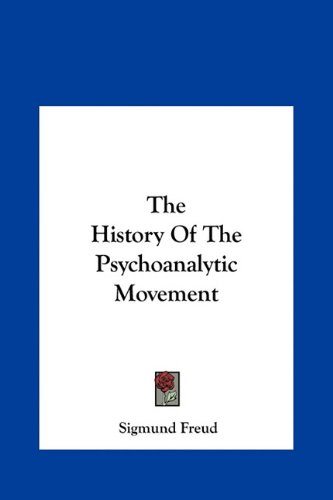 The
History Of The
Psychoanalytic
Movement
Sigmund Freud